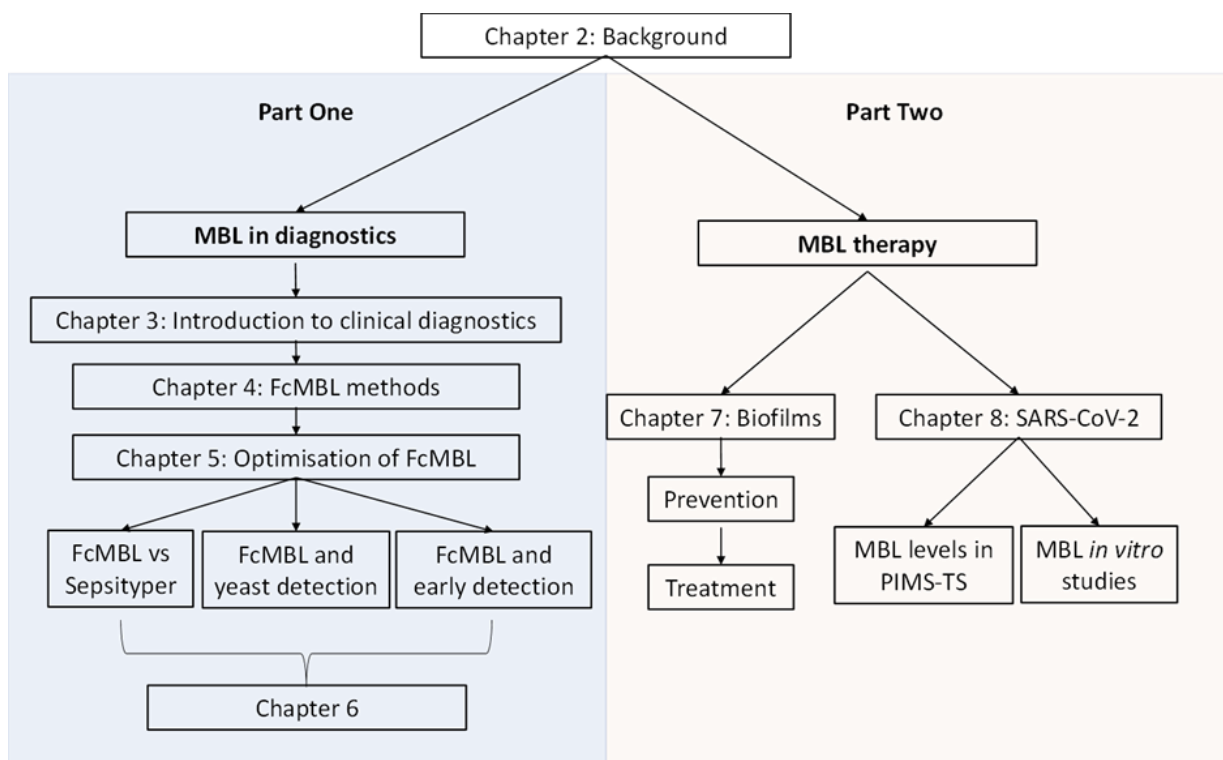 Chapter 2: Background
Part One
MBL in diagnostics
Chapter 3: Introduction to clinical diagnostics
Chapter 4: FcMBL methods
Chapter 5: Optimisation of FcMBL
FcMBL vs
Sepsityper
FcMBL and
yeast detection
FcMBL and
early detection
Chapter 6
Part Two
MBL therapy
Chapter 7: Biofilms
Prevention
Treatment
Chapter 8: SARS-CoV-2
MBL levels in
PIMS-TS
MBL in vitro
studies